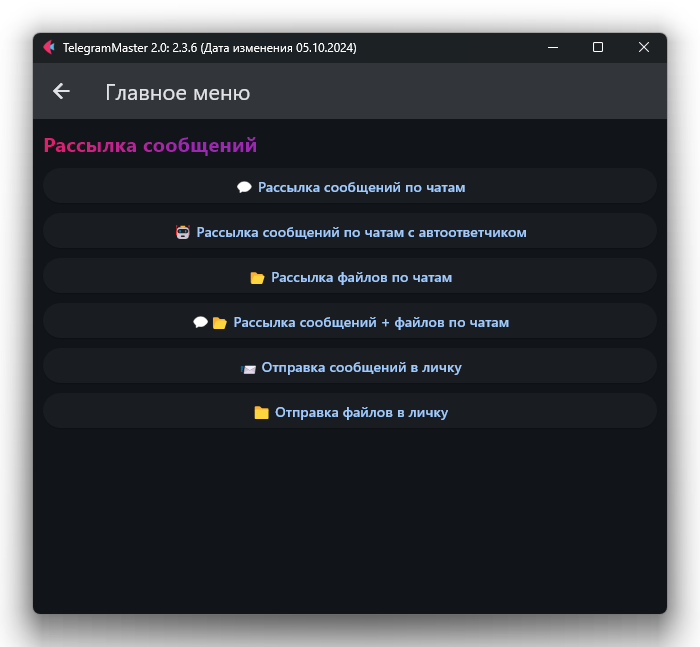 TelegramMaster 2.0: 2.3.6 (Дата изменения 05.10.2024)
Главное меню
Рассылка сообщений
Рассылка сообщений по чатам
Рассылка сообщений по чатам с автоответчиком
Рассылка файлов по чатам
Рассылка сообщений + файлов по чатам
Отправка сообщений в личку
Отправка файлов в личку